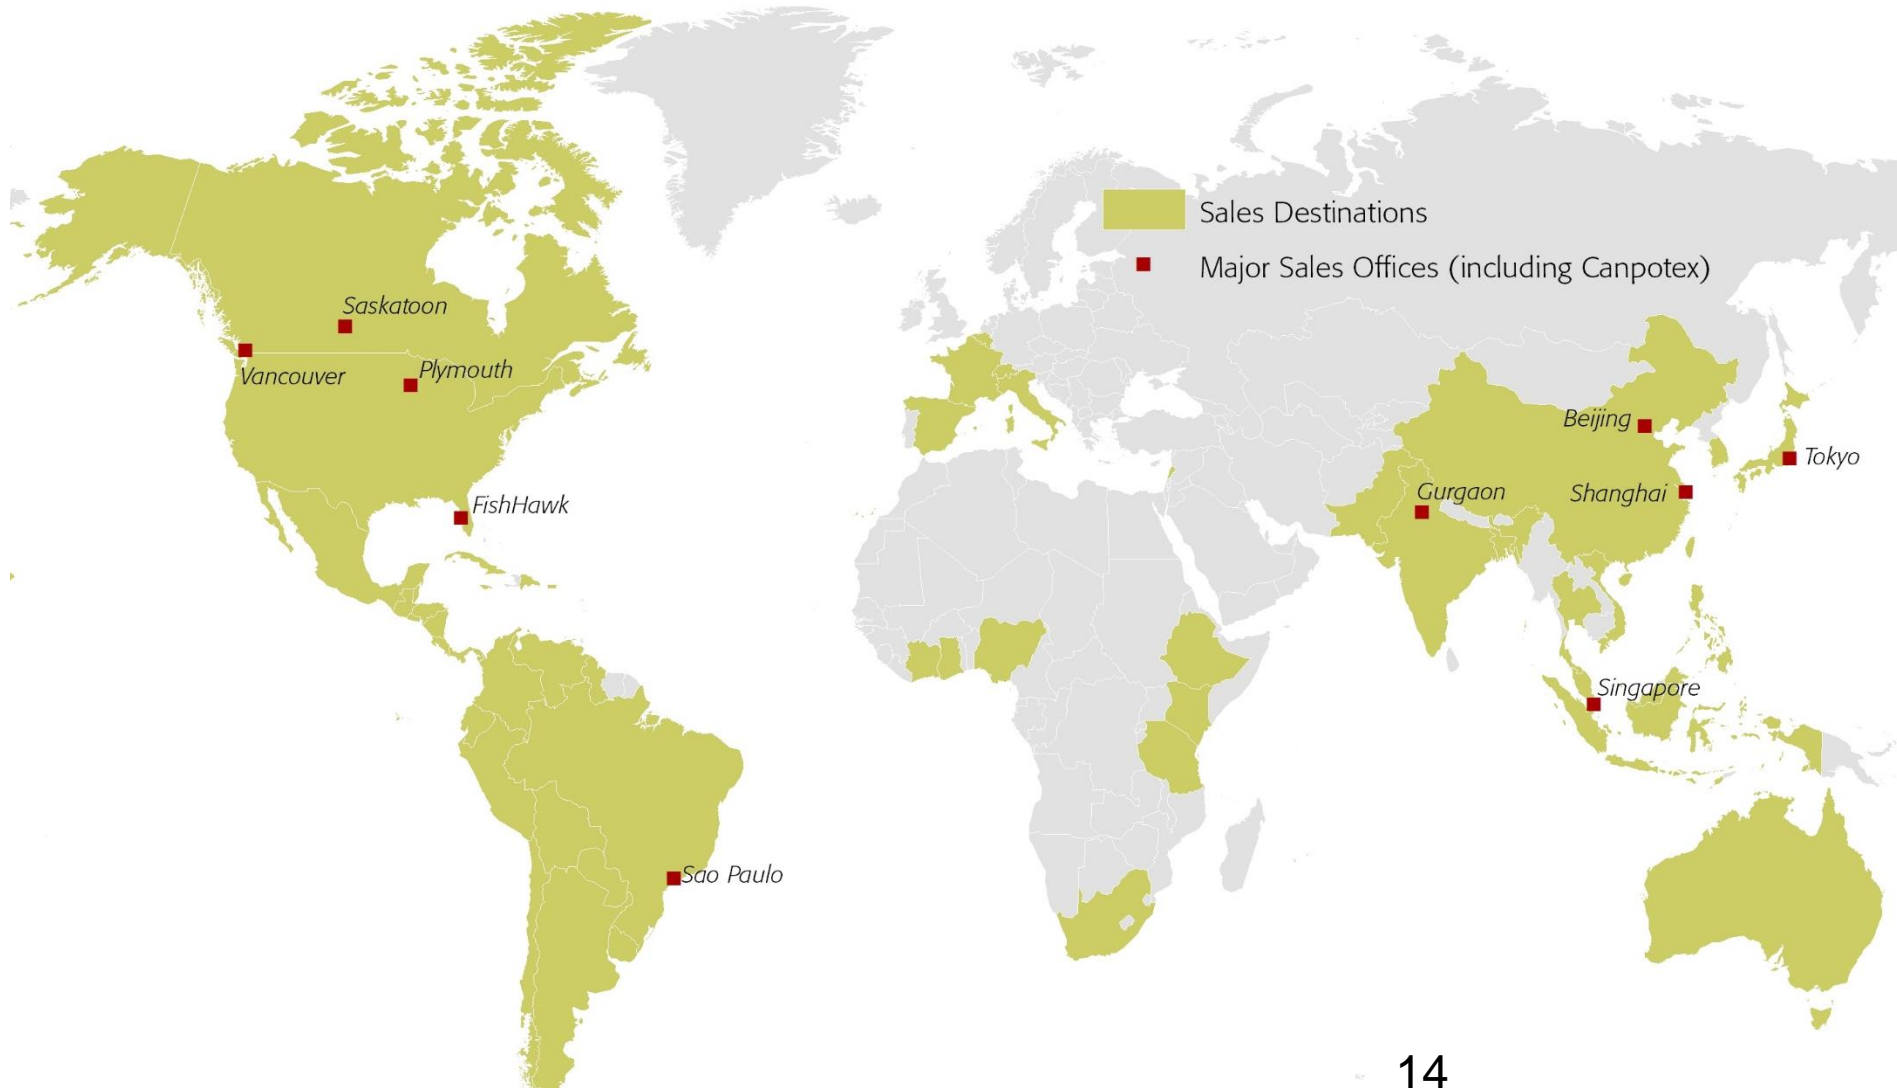 Sales Destinations
Major Sales Offices (including Canpotex)
Saskatoon
Vancouver
Plymouth
FishHawk
Sao Paulo
Beijing
Tokyo
Gurgaon
Shanghai
Singapore
14